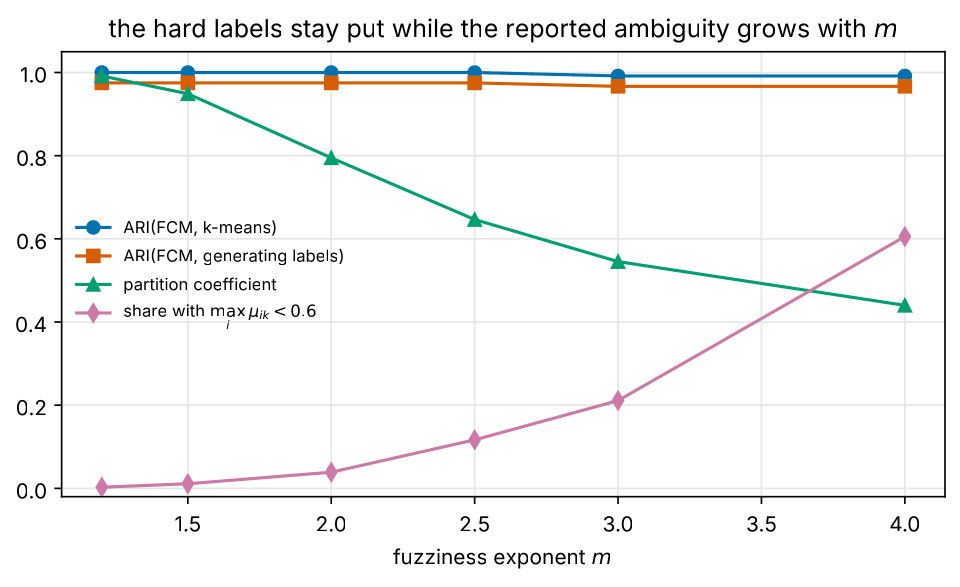 the hard labels stay put while the reported ambiguity grows with m
1.0
0.8
0.6
0.4
0.2
0.0
ARI(FCM, k-means)
ARI(FCM, generating labels)
partition coefficient
share with max_i μ_ik < 0.6
1.5 2.0 2.5 3.0 3.5 4.0
fuzziness exponent m